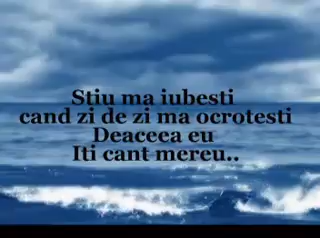 Stiu ma iubesti
cand zi de zi ma ocrotesti
Deaceea eu
Iti cant mereu..